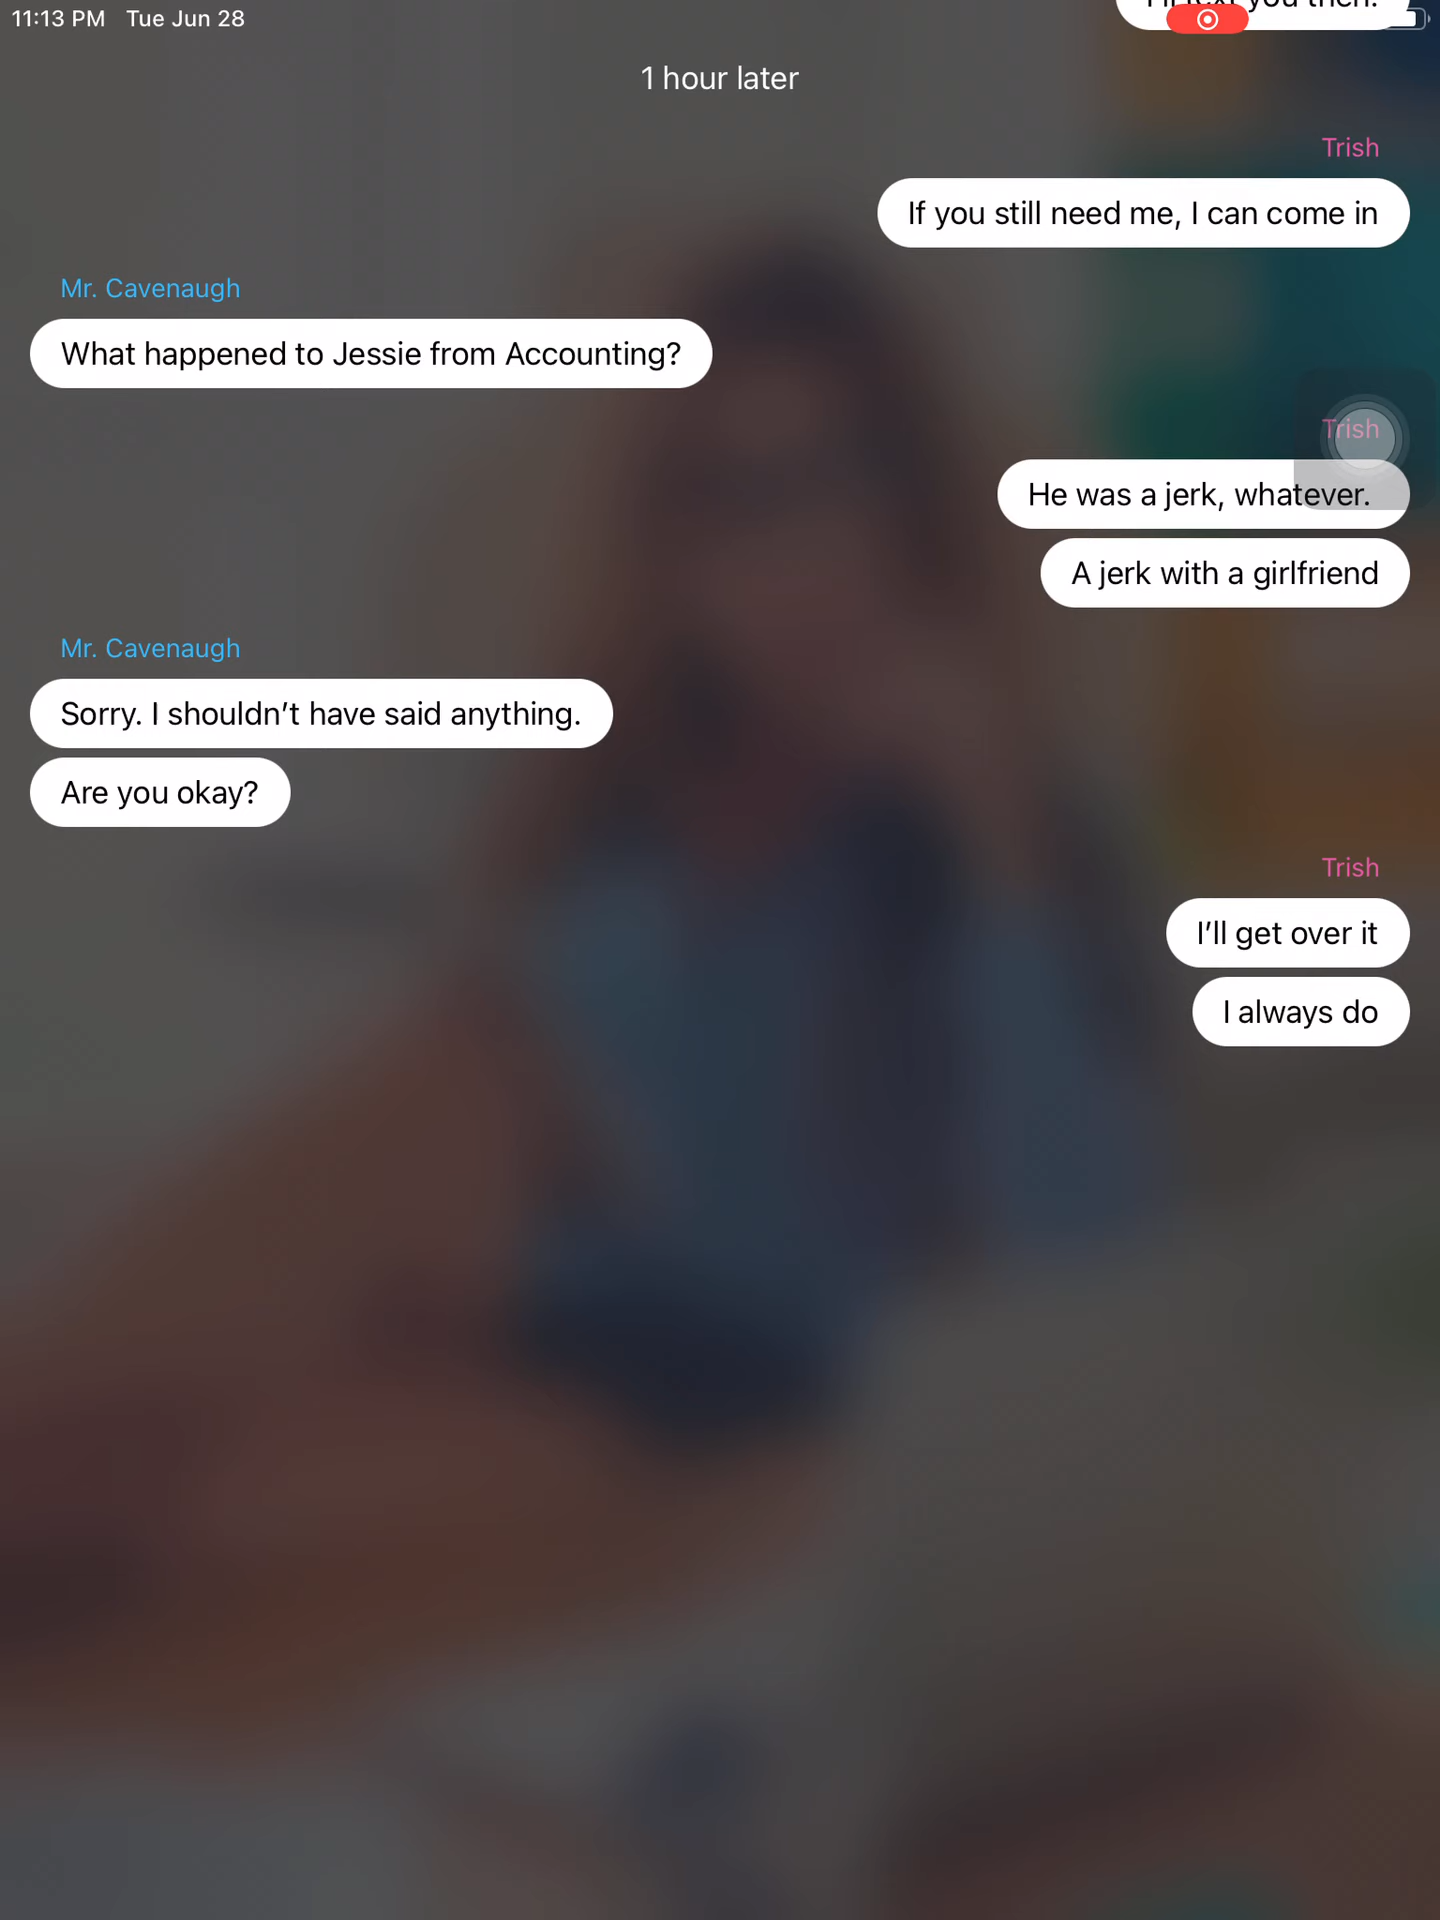 11:13 PM Tue Jun 28
you then.
1 hour later
Trish
If you still need me, I can come in
Mr. Cavenaugh
What happened to Jessie from Accounting?
Trish
He was a jerk, whatever.
A jerk with a girlfriend
Mr. Cavenaugh
Sorry. I shouldn’t have said anything.
Are you okay?
Trish
I’ll get over it
I always do